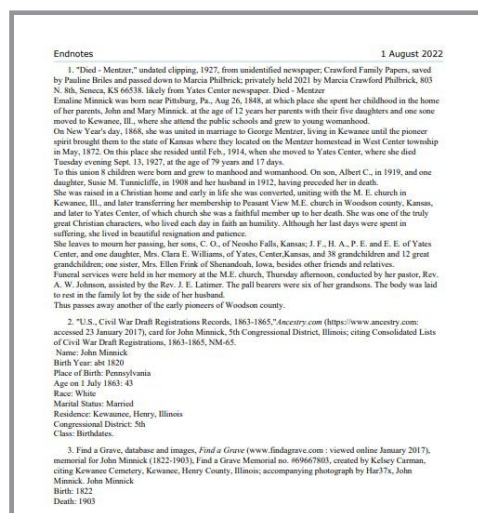 Endnotes 1 August 2022
1. "Died - Mentzer," undated clipping, 1927, from unidentified newspaper; Crawford Family Papers, saved
by Pauline Briles and passed down to Marcia Philbrick; privately held 2021 by Marcia Crawford Philbrick, 803
N. 8th, Seneca, KS 66538. likely from Yates Center newspaper. Died - Mentzer
Emaline Minnick was born near Pittsburg, Pa., Aug 26, 1848, at which place she spent her childhood in the home
of her parents, John and Mary Minnick. at the age of 12 years her parents with their five daughters and one sone
moved to Kewanee, Ill., where she attend the public schools and grew to young womanhood.
On New Year's day, 1868, she was united in marriage to George Mentzer, living in Kewanee until the pioneer
spirit brought them to the state of Kansas where they located on the Mentzer homestead in West Center township
in May, 1872. On this place she resided until Feb., 1914, when she moved to Yates Center, where she died
Tuesday evening Sept. 13, 1927, at the age of 79 years and 17 days.
To this union 8 children were born and grew to manhood and womanhood. On son, Albert C., in 1919, and one
daughter, Susie M. Tunnicliffe, in 1908 and her husband in 1912, having preceded her in death.
She was raised in a Christian home and early in life she was converted, uniting with the M. E. church in
Kewanee, Ill., and later transferring her membership to Peasant View M.E. church in Woodson county, Kansas,
and later to Yates Center, of which church she was a faithful member up to her death. She was one of the truly
great Christian characters, who lived each day in faith an humility. Although her last days were spent in
suffering, she lived in beautiful resignation and patience.
She leaves to mourn her passing, her sons, C. O., of Neosho Falls, Kansas; J. F., H. A., P. E. and E. E. of Yates
Center, and one daughter, Mrs. Clara E. Williams, of Yates, Center,Kansas, and 38 grandchildren and 12 great
grandchildren; one sister, Mrs. Ellen Frink of Shenandoah, Iowa, besides other friends and relatives.
Funeral services were held in her memory at the M.E. church, Thursday afternoon, conducted by her pastor, Rev.
A. W. Johnson, assisted by the Rev. J. E. Latimer. The pall bearers were six of her grandsons. The body was laid
to rest in the family lot by the side of her husband.
Thus passes away another of the early pioneers of Woodson county.
2. "U.S., Civil War Draft Registrations Records, 1863-1865,"Ancestry.com (https://www.ancestry.com:
accessed 23 January 2017), card for John Minnick, 5th Congressional District, Illinois; citing Consolidated Lists
of Civil War Draft Registrations, 1863-1865, NM-65.
Name: John Minnick
Birth Year: abt 1820
Place of Birth: Pennsylvania
Age on 1 July 1863: 43
Race: White
Marital Status: Married
Residence: Kewaunee, Henry, Illinois
Congressional District: 5th
Class: Birthdates.
3. Find a Grave, database and images, Find a Grave (www.findagrave.com : viewed online January 2017),
memorial for John Minnick (1822-1903), Find a Grave Memorial no. #69667803, created by Kelsey Carman,
citing Kewanee Cemetery, Kewanee, Henry County, Illinois; accompanying photograph by Har37x, John
Minnick. John Minnick
Birth: 1822
Death: 1903